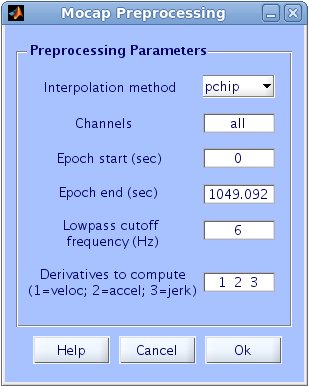 Mocap Preprocessing
Preprocessing Parameters
Interpolation method pchip
Channels all
Epoch start (sec) 0
Epoch end (sec) 1049.092
Lowpass cutoff
frequency (Hz) 6
Derivatives to compute
(1=veloc; 2=accel; 3=jerk) 1 2 3
Help Cancel Ok